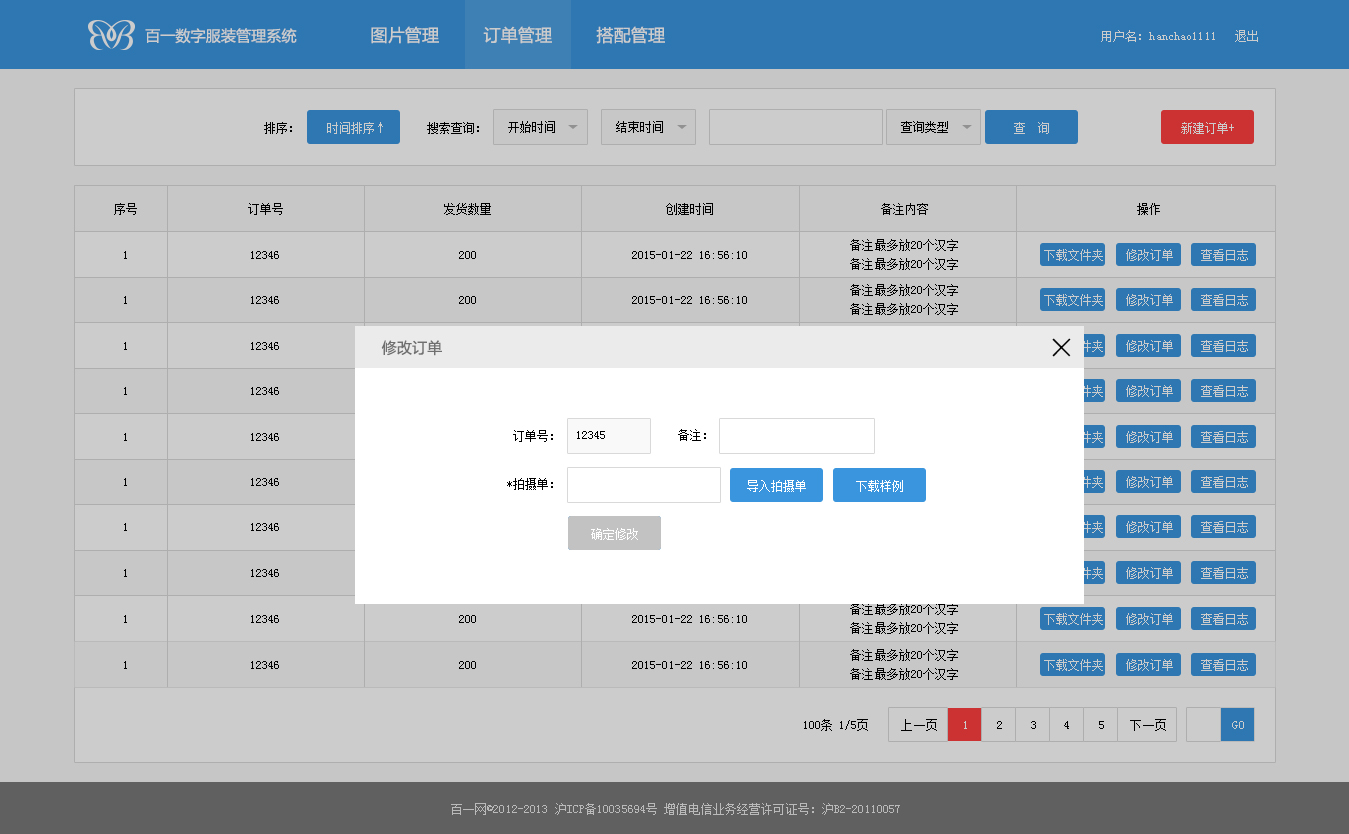 百一数字服装管理系统 图片管理 订单管理 搭配管理 用户名: hanchao1111 退出
排序: 时间排序↑ 搜索查询: 开始时间 结束时间 查询类型 查 询 新建订单+
序号 订单号 发货数量 创建时间 备注内容 操作
备注最多放20个汉字
1 12346 200 2015-01-22 16:56:10 下载文件夹 修改订单 查看日志
备注最多放20个汉字
备注最多放20个汉字
1 12346 200 2015-01-22 16:56:10 下载文件夹 修改订单 查看日志
备注最多放20个汉字
1 12346 件夹 修改订单 查看日志
修改订单
1 12346 件夹 修改订单 查看日志
1 12346 件夹 修改订单 查看日志
订单号: 12345 备注:
1 12346 件夹 修改订单 查看日志
*拍摄单: 导入拍摄单 下载样例
1 12346 件夹 修改订单 查看日志
确定修改
1 12346 件夹 修改订单 查看日志
备注最多放20个汉字
1 12346 200 2015-01-22 16:56:10 下载文件夹 修改订单 查看日志
备注最多放20个汉字
备注最多放20个汉字
1 12346 200 2015-01-22 16:56:10 下载文件夹 修改订单 查看日志
备注最多放20个汉字
100条 1/5页 上一页 1 2 3 4 5 下一页 GO
百一网©2012-2013 沪ICP备10035694号 增值电信业务经营许可证号: 沪B2-20110057